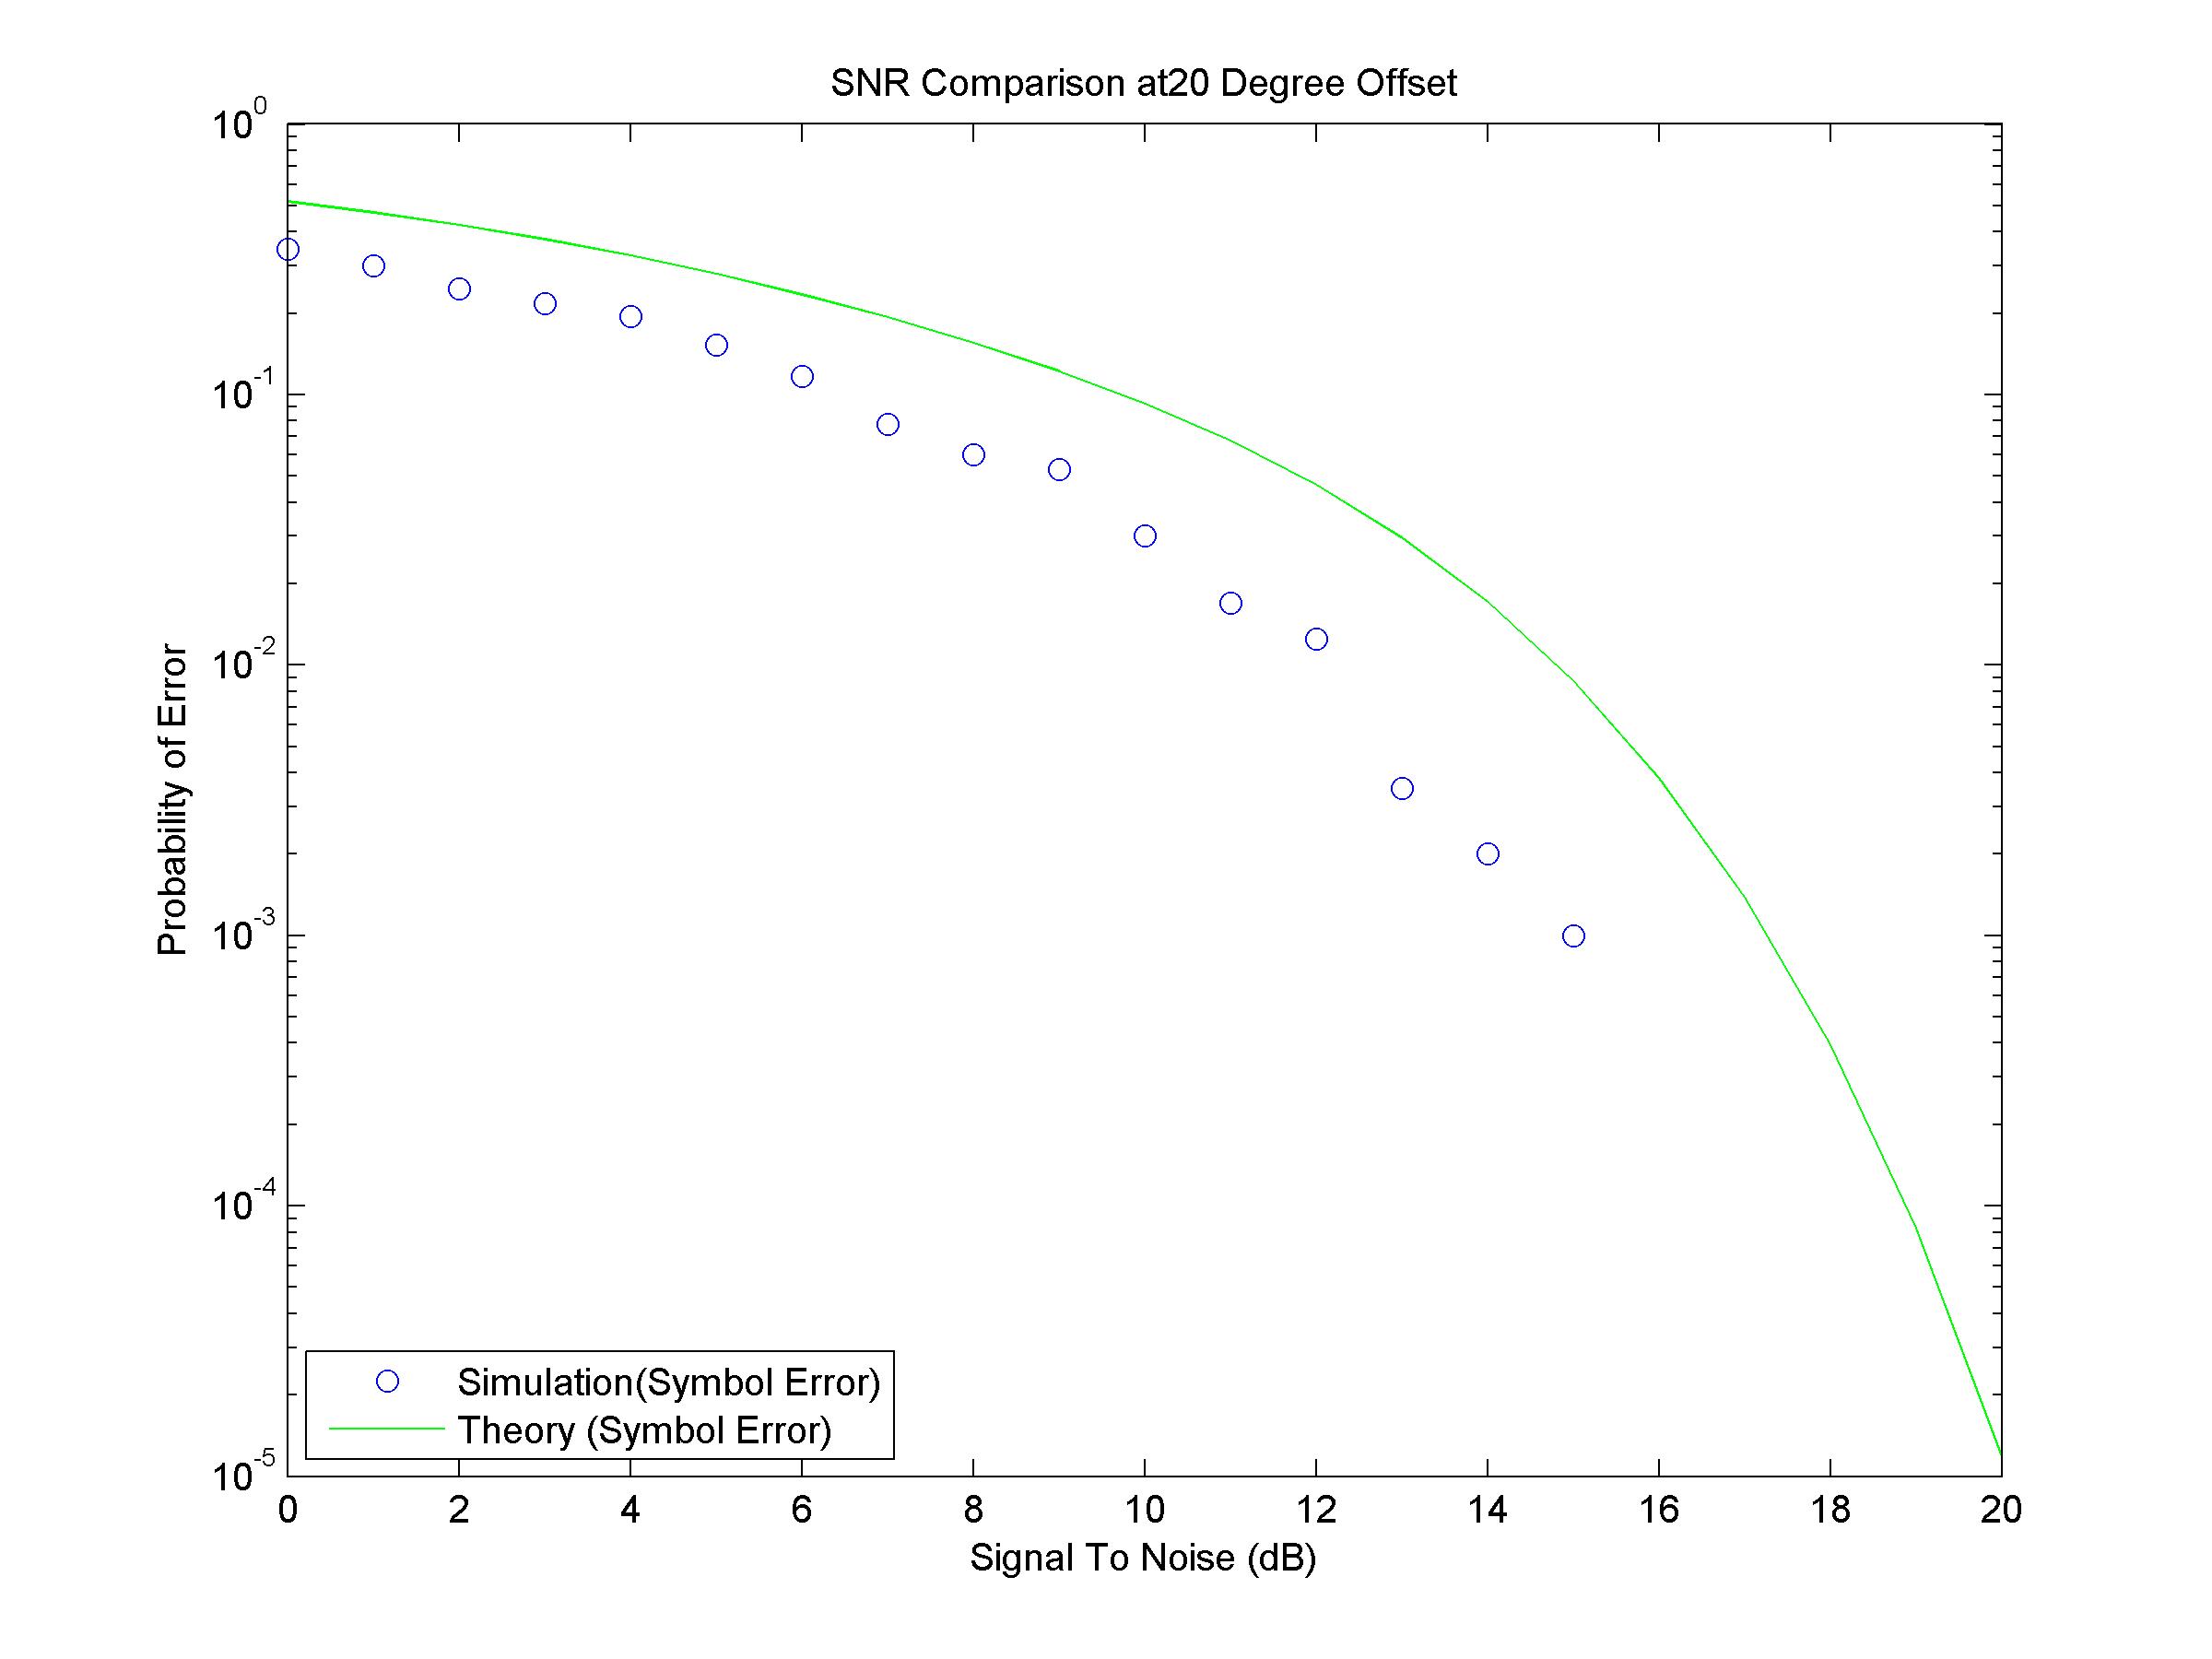 SNR Comparison at20 Degree Offset
10^0
10^-1
10^-2
10^-3
10^-4
10^-5
Probability of Error
Simulation(Symbol Error)
Theory (Symbol Error)
0 2 4 6 8 10 12 14 16 18 20
Signal To Noise (dB)